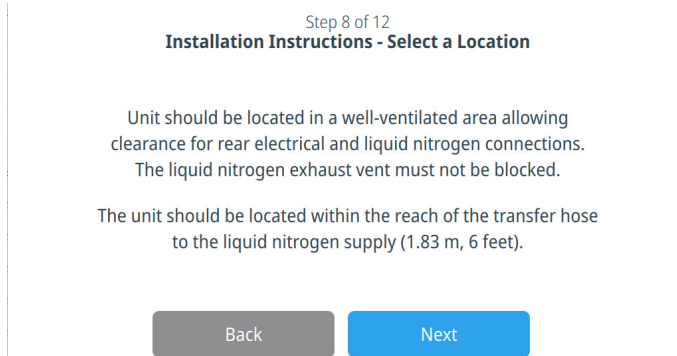 Step 8 of 12
Installation Instructions - Select a Location
Unit should be located in a well-ventilated area allowing
clearance for rear electrical and liquid nitrogen connections.
The liquid nitrogen exhaust vent must not be blocked.
The unit should be located within the reach of the transfer hose
to the liquid nitrogen supply (1.83 m, 6 feet).
Back
Next